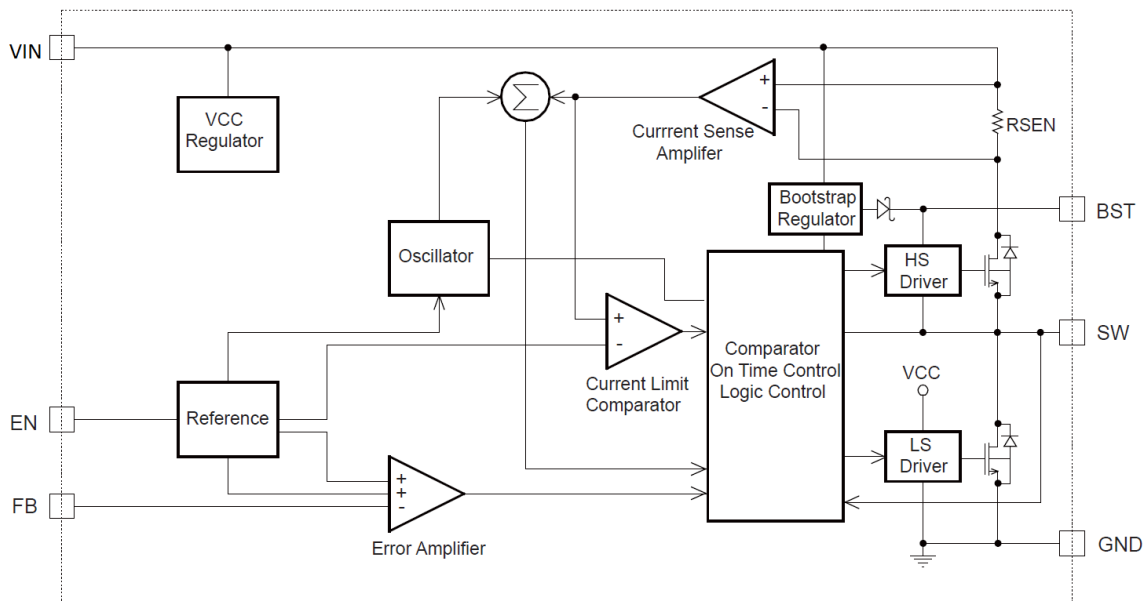 VIN
VCC
Regulator
Σ
+
-
Currrent Sense
Amplifer
RSEN
Bootstrap
Regulator
BST
Oscillator
HS
Driver
+
-
Current Limit
Comparator
Comparator
On Time Control
Logic Control
SW
VCC
EN
Reference
LS
Driver
FB
+
+
-
Error Amplifier
GND